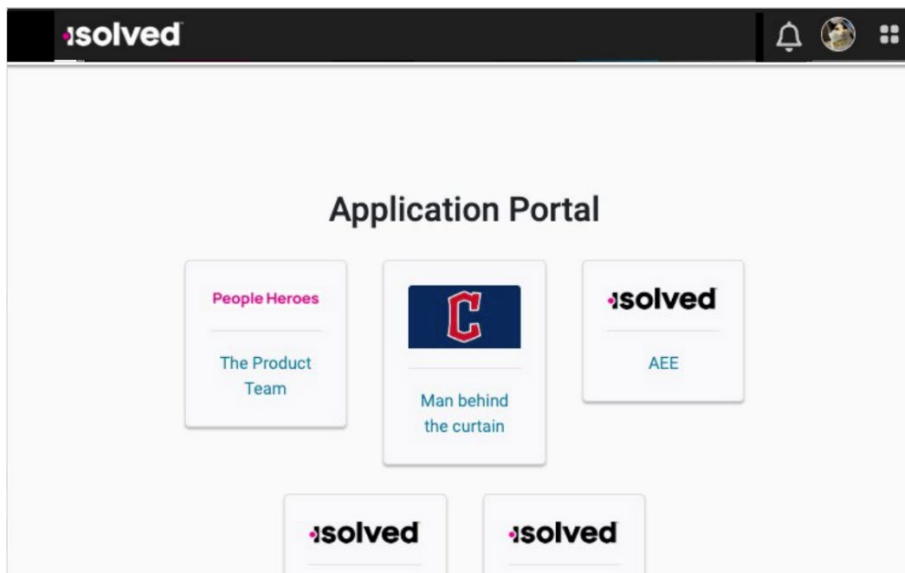 isolved
Application Portal
People Heroes
The Product
Team
C
Man behind
the curtain
isolved
AEE
isolved
isolved